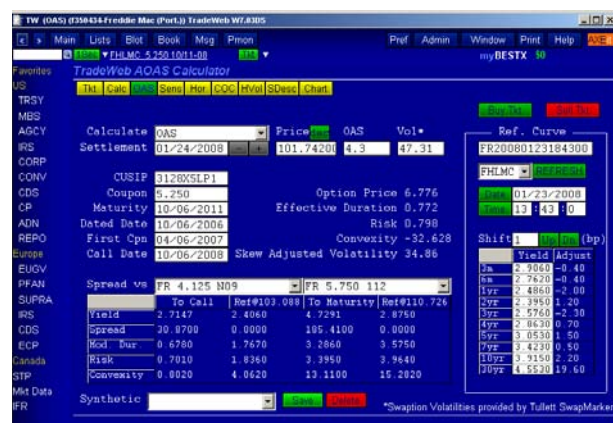 TW (OAS) (f350434-Freddie Mac (Port.)) TradeWeb W7.83DS
Main Lists Blot Book Msg Pmon Pref Admin Window Print Help AXE
FHLMC 5.250 10/11-08 Tkt myBESTX 50
Favorites
US
TRSY
MBS
AGCY
IRS
CORP
CONV
CDS
CP
ADN
REPO
Europe
EUGV
PFAN
SUPRA
IRS
CDS
ECP
Canada
STP
Mkt Data
IFR
TradeWeb AOAS Calculator
Tkt Calc OAS Sens Hor COC HVol SDesc Chart
Buy Tkt Sell Tkt
Calculate OAS Price Sec OAS Vol*
Settlement 01/24/2008 - + 101.7420 4.3 47.31
CUSIP 3128X5LP1
Coupon 5.250 Option Price 6.776
Maturity 10/06/2011 Effective Duration 0.772
Dated Date 10/06/2006 Risk 0.798
First Cpn 04/06/2007 Convexity -32.628
Call Date 10/06/2008 Skew Adjusted Volatility 34.86
Spread vs FR 4.125 N09 FR 5.750 112
To Call Ref@103.088 To Maturity Ref@110.726
Yield 2.7147 2.4060 4.7291 2.8750
Spread 30.8700 0.0000 185.4100 0.0000
Mod. Dur. 0.6780 1.7670 3.2860 3.5750
Risk 0.7010 1.8360 3.3950 3.9640
Convexity 0.8020 4.0620 13.1100 15.2820
Synthetic Save Delete
*Swaption Volatilities provided by Tullett SwapMarker
Ref. Curve
FR20080123184300
FHLMC REFRESH
Date 01/23/2008
Time 13 :43 :0
Shift 1 Up Dn (bp)
Yield Adjust
3m 2.9060 -0.40
6m 2.7620 -0.40
1yr 2.4860 -2.00
2yr 2.3950 1.20
3yr 2.5760 -2.30
4yr 2.8630 0.70
5yr 3.0530 1.50
7yr 3.4230 0.50
10yr 3.9150 2.20
30yr 4.5530 19.60